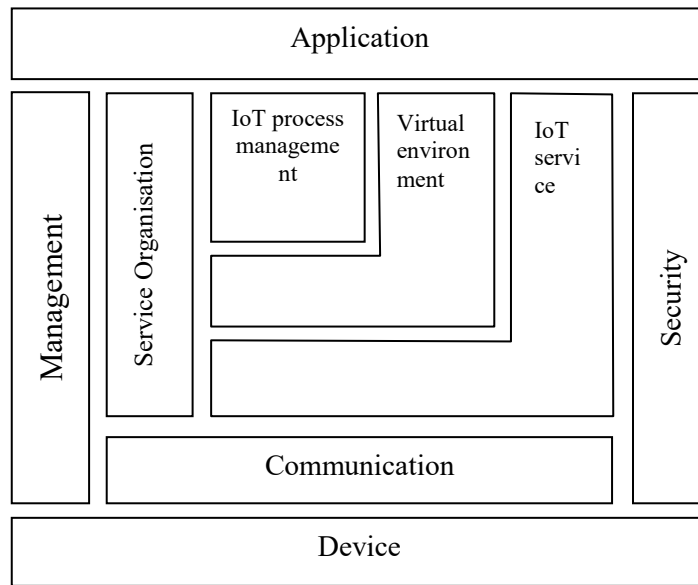 Application
Management
Service Organisation
IoT process
manageme
nt
Virtual
environ
ment
IoT
servi
ce
Security
Communication
Device